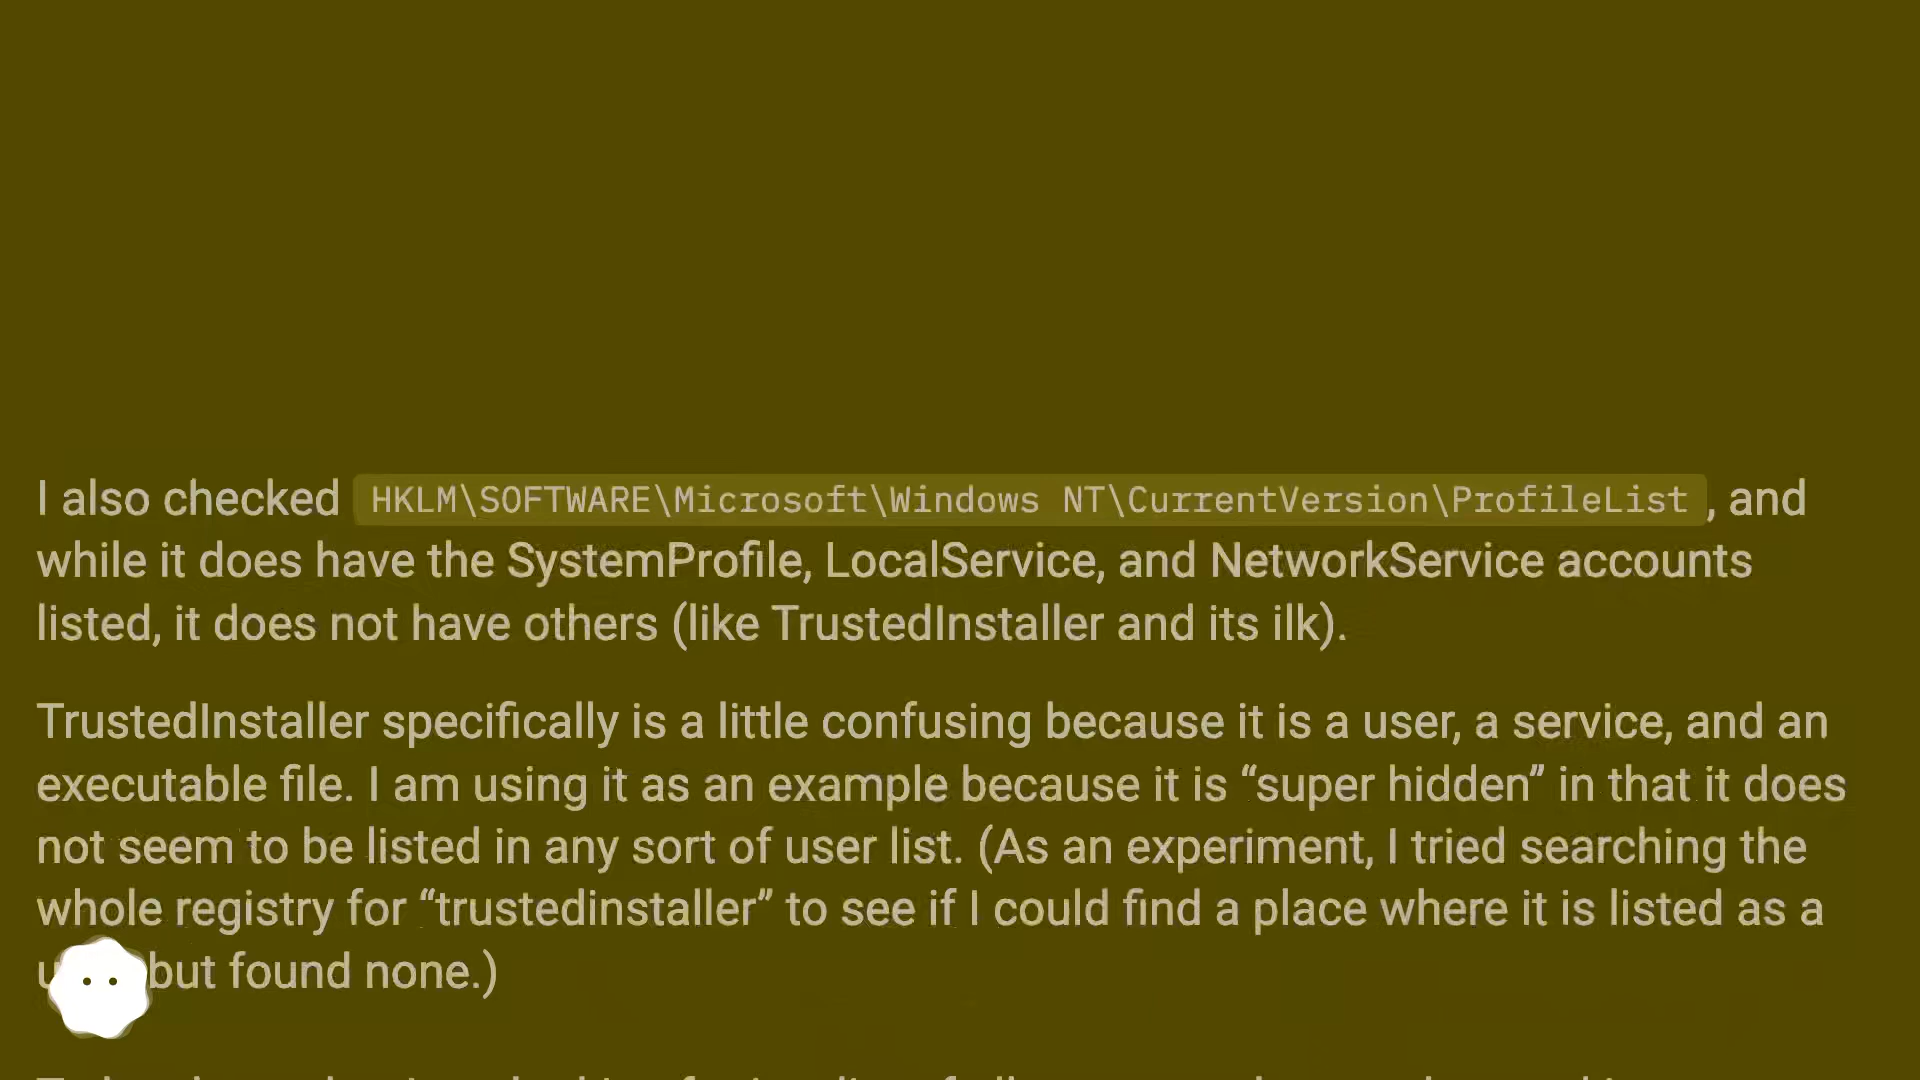 I also checked HKLM\SOFTWARE\Microsoft\Windows NT\CurrentVersion\ProfileList, and
while it does have the SystemProfile, LocalService, and NetworkService accounts
listed, it does not have others (like TrustedInstaller and its ilk).
TrustedInstaller specifically is a little confusing because it is a user, a service, and an
executable file. I am using it as an example because it is “super hidden” in that it does
not seem to be listed in any sort of user list. (As an experiment, I tried searching the
whole registry for “trustedinstaller” to see if I could find a place where it is listed as a
but found none.)